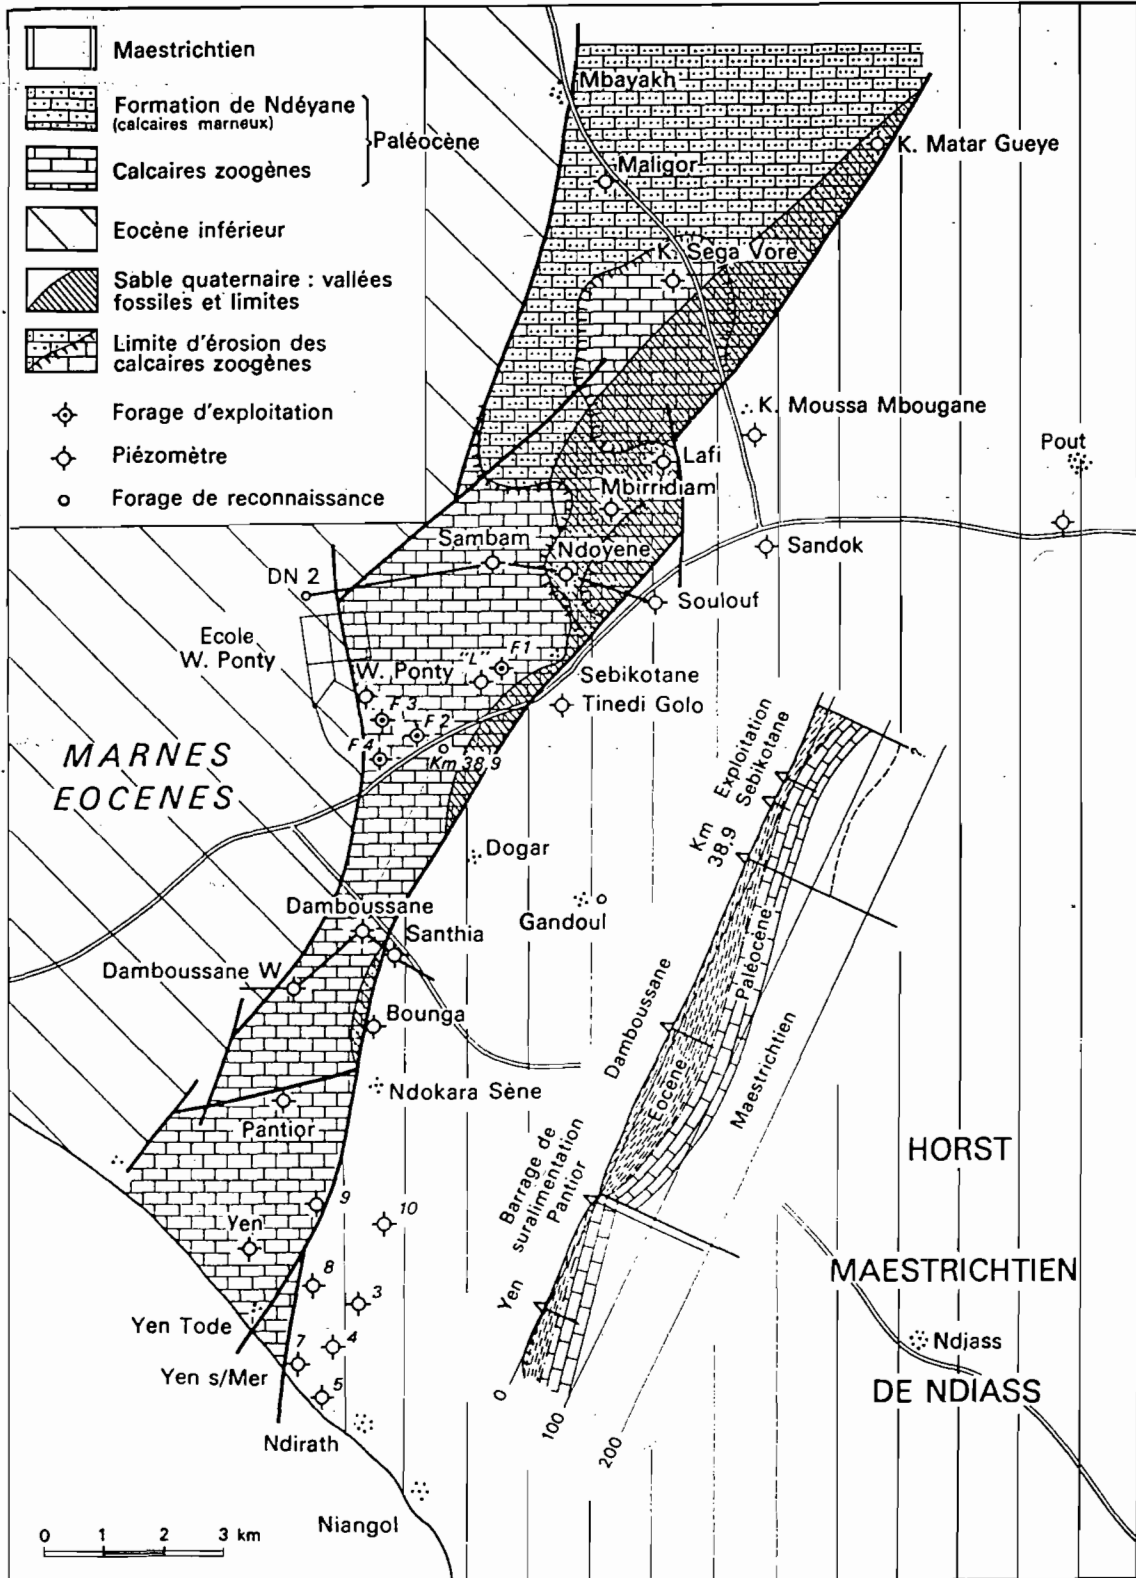 Maestrichtien
Formation de Ndéyane
(calcaires marneux)
Paléocène
Calcaires zoogènes
Eocène inférieur
Sable quaternaire : vallées
fossiles et limites
Limite d'érosion des
calcaires zoogènes
Forage d'exploitation
Piézomètre
Forage de reconnaissance
Mbayakh
K. Matar Gueye
Maligor
K. Sega Vore
K. Moussa Mbougane
Pout
Lafi
Mbirridiam
Sambam
Ndoyene
Sandok
DN 2
Soulouf
Ecole
W. Ponty
W. Ponty
"L"
F1
Sebikotane
Tinedi Golo
F 3
F 2
F 4
Km 38,9
MARNES
EOCENES
Exploitation
Sebikotane
?
Km
38,9
Dogar
Gandoul
Damboussane
Santhia
Damboussane W
Bounga
Ndokara Sène
Pantior
Damboussane
Paléocène
Eocène
Maestrichtien
Barrage de
suralimentation
Pantior
Yen
0
100
200
HORST
MAESTRICHTIEN
Ndjass
DE NDIASS
9
10
Yen
8
3
Yen Tode
4
7
Yen s/Mer
5
Ndirath
Niangol
0 1 2 3 km